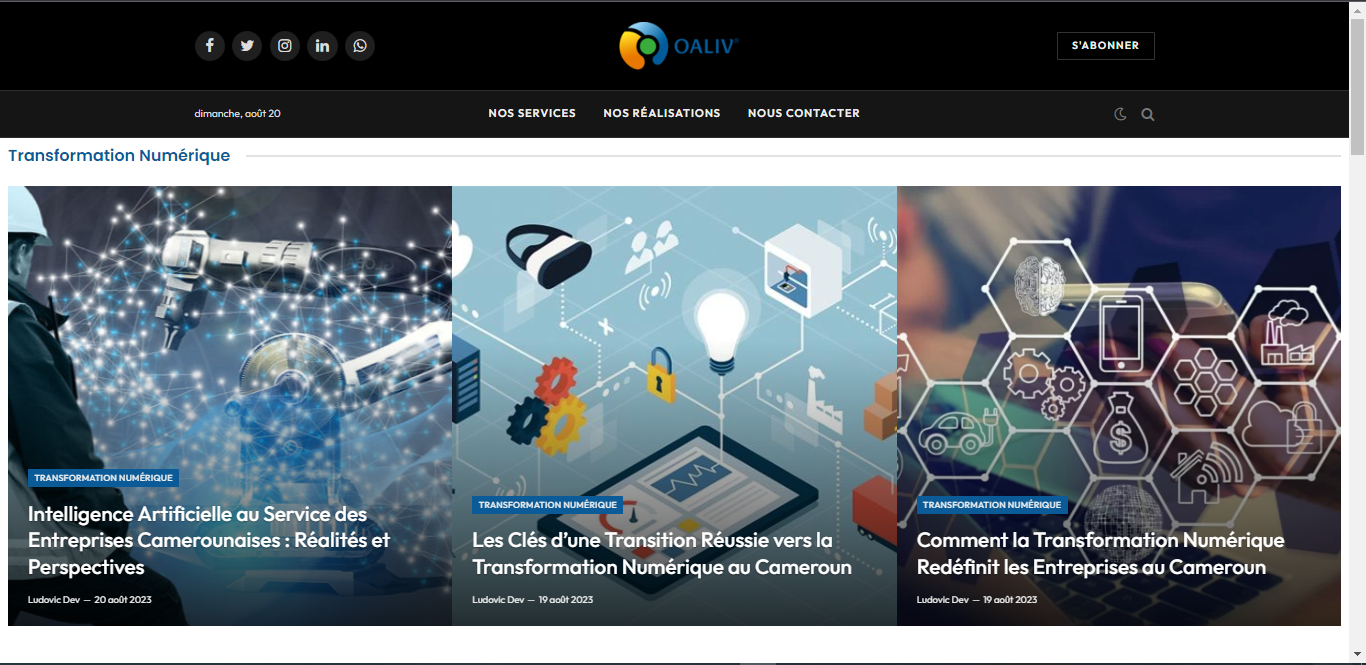 OALIV
S'ABONNER
dimanche, août 20
NOS SERVICES
NOS RÉALISATIONS
NOUS CONTACTER
Transformation Numérique
TRANSFORMATION NUMÉRIQUE
Intelligence Artificielle au Service des
Entreprises Camerounaises : Réalités et
Perspectives
Ludovic Dev — 20 août 2023
TRANSFORMATION NUMÉRIQUE
Les Clés d’une Transition Réussie vers la
Transformation Numérique au Cameroun
Ludovic Dev — 19 août 2023
TRANSFORMATION NUMÉRIQUE
Comment la Transformation Numérique
Redéfinit les Entreprises au Cameroun
Ludovic Dev — 19 août 2023